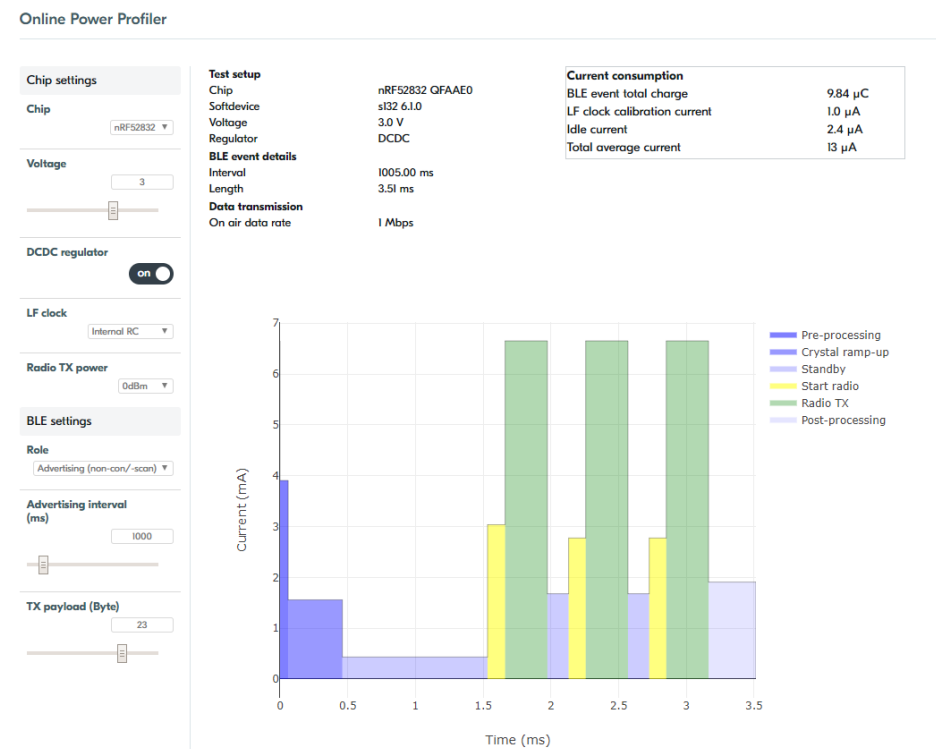 Online Power Profiler
Chip settings
Chip
nRF52832
Voltage
3
DCDC regulator
on
LF clock
Internal RC
Radio TX power
0dBm
BLE settings
Role
Advertising (non-con/-scan)
Advertising interval
(ms)
1000
TX payload (Byte)
23
Test setup
Chip nRF52832 QFAAE0
Softdevice s132 6.1.0
Voltage 3.0 V
Regulator DCDC
BLE event details
Interval 1005.00 ms
Length 3.51 ms
Data transmission
On air data rate 1 Mbps
Current consumption
BLE event total charge 9.84 µC
LF clock calibration current 1.0 µA
Idle current 2.4 µA
Total average current 13 µA
7
6
5
4
3
2
1
0
Current (mA)
0 0.5 1 1.5 2 2.5 3 3.5
Time (ms)
Pre-processing
Crystal ramp-up
Standby
Start radio
Radio TX
Post-processing